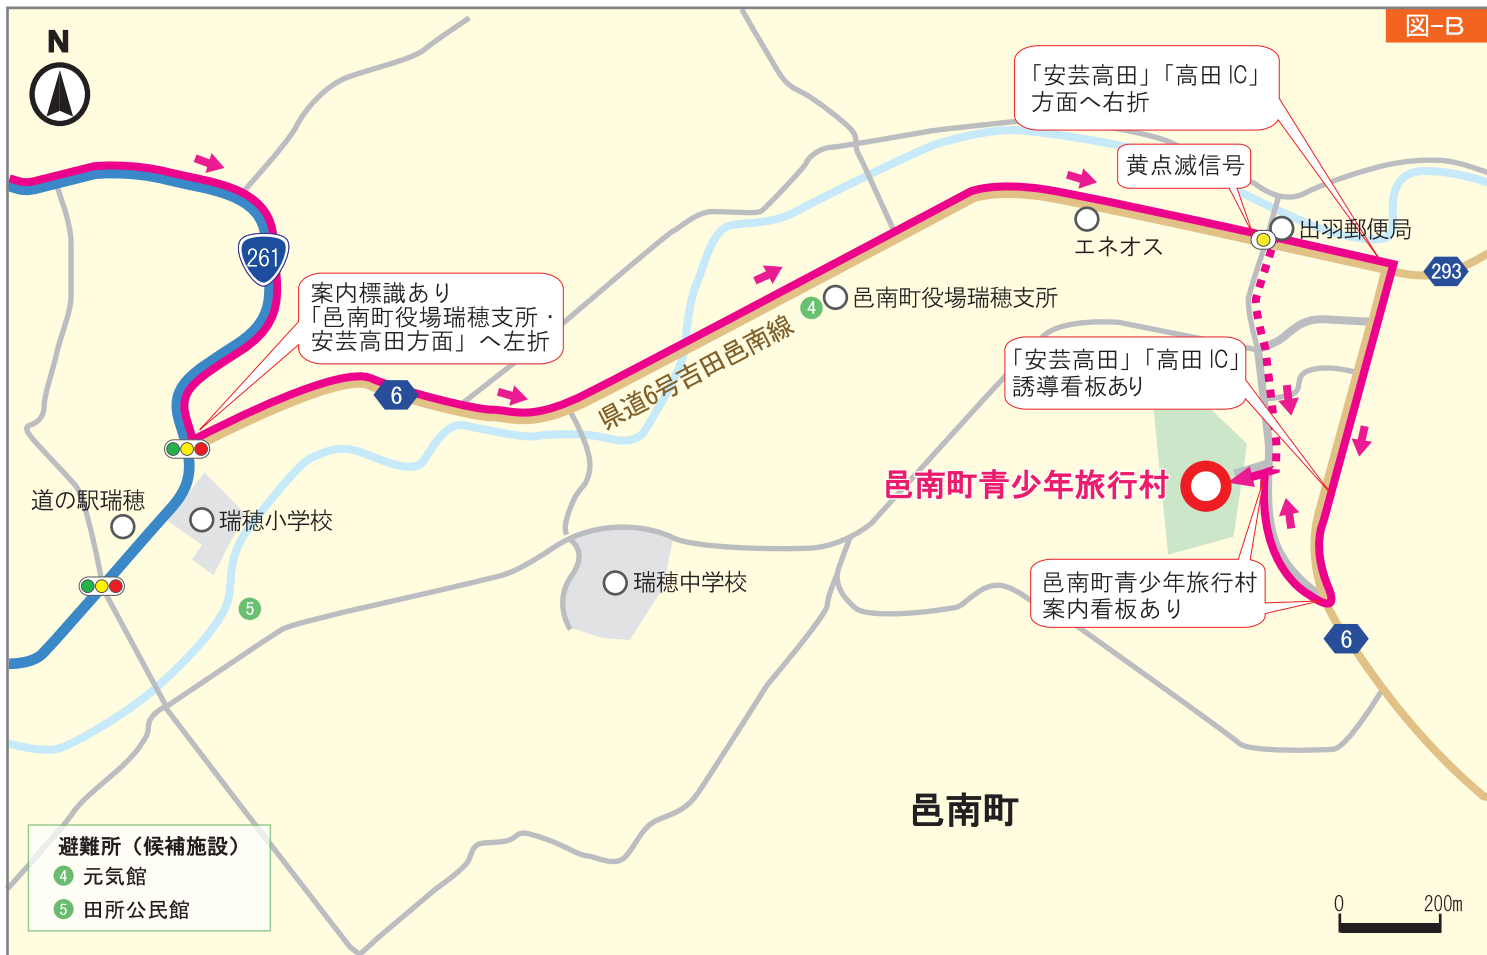 図-B
N
「安芸高田」「高田IC」
方面へ右折
黄点滅信号
出羽郵便局
エネオス
293
261
案内標識あり
「邑南町役場瑞穂支所・
安芸高田方面」へ左折
4
邑南町役場瑞穂支所
県道6号吉田邑南線
6
「安芸高田」「高田IC」
誘導看板あり
邑南町青少年旅行村
道の駅瑞穂
瑞穂小学校
瑞穂中学校
5
邑南町青少年旅行村
案内看板あり
6
邑南町
避難所（候補施設）
4 元気館
5 田所公民館
0 200m